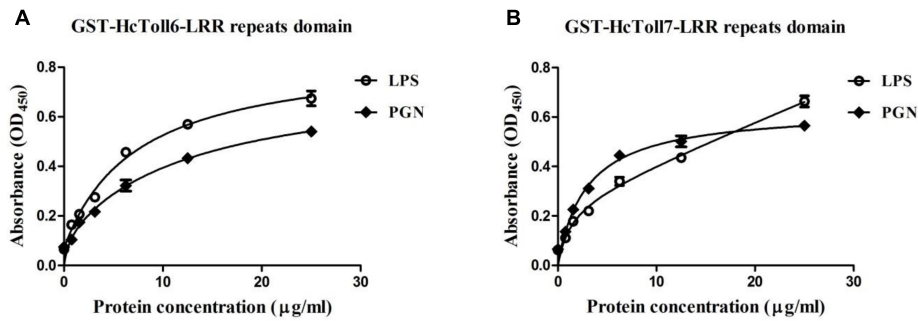 A
GST-HcToll6-LRR repeats domain
Absorbance (OD450)
0.8
0.6
0.4
0.2
0.0
0
10
20
30
Protein concentration (μg/ml)
LPS
PGN
B
GST-HcToll7-LRR repeats domain
Absorbance (OD450)
0.8
0.6
0.4
0.2
0.0
0
10
20
30
Protein concentration (μg/ml)
LPS
PGN